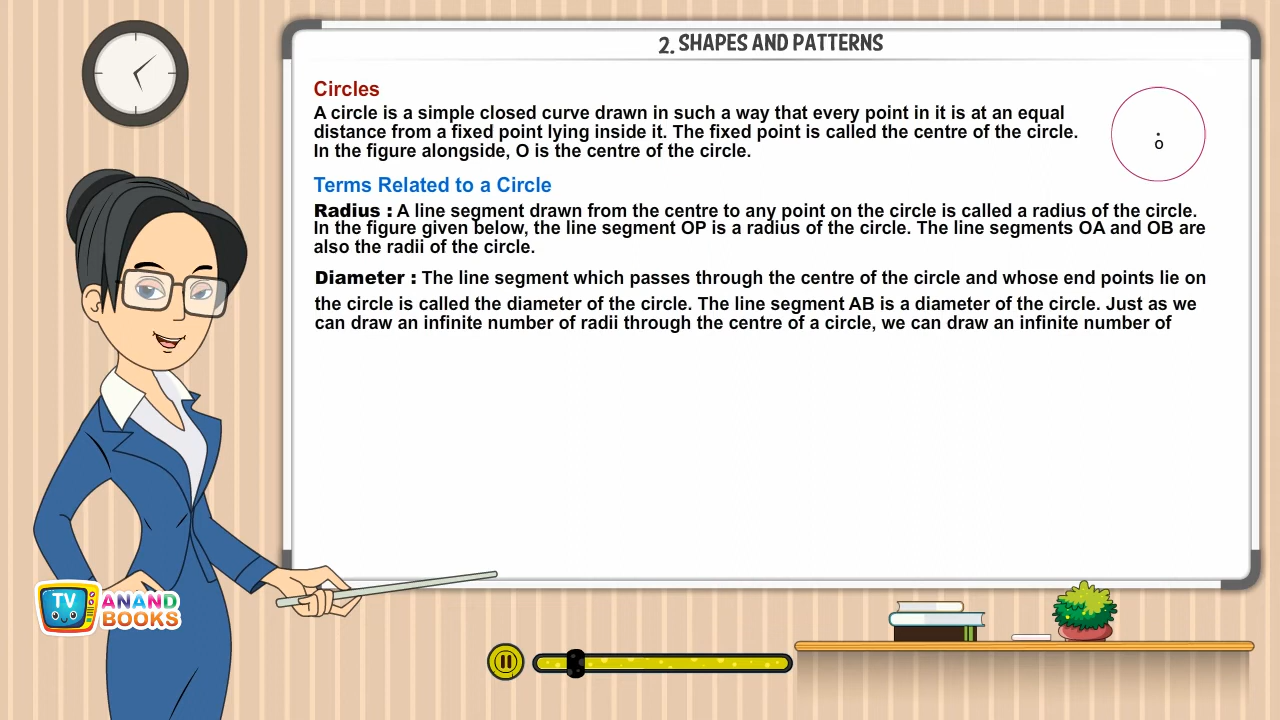 2. SHAPES AND PATTERNS
Circles
A circle is a simple closed curve drawn in such a way that every point in it is at an equal
distance from a fixed point lying inside it. The fixed point is called the centre of the circle.
In the figure alongside, O is the centre of the circle.
O
Terms Related to a Circle
Radius : A line segment drawn from the centre to any point on the circle is called a radius of the circle.
In the figure given below, the line segment OP is a radius of the circle. The line segments OA and OB are
also the radii of the circle.
Diameter : The line segment which passes through the centre of the circle and whose end points lie on
the circle is called the diameter of the circle. The line segment AB is a diameter of the circle. Just as we
can draw an infinite number of radii through the centre of a circle, we can draw an infinite number of
TV
ANAND
BOOKS